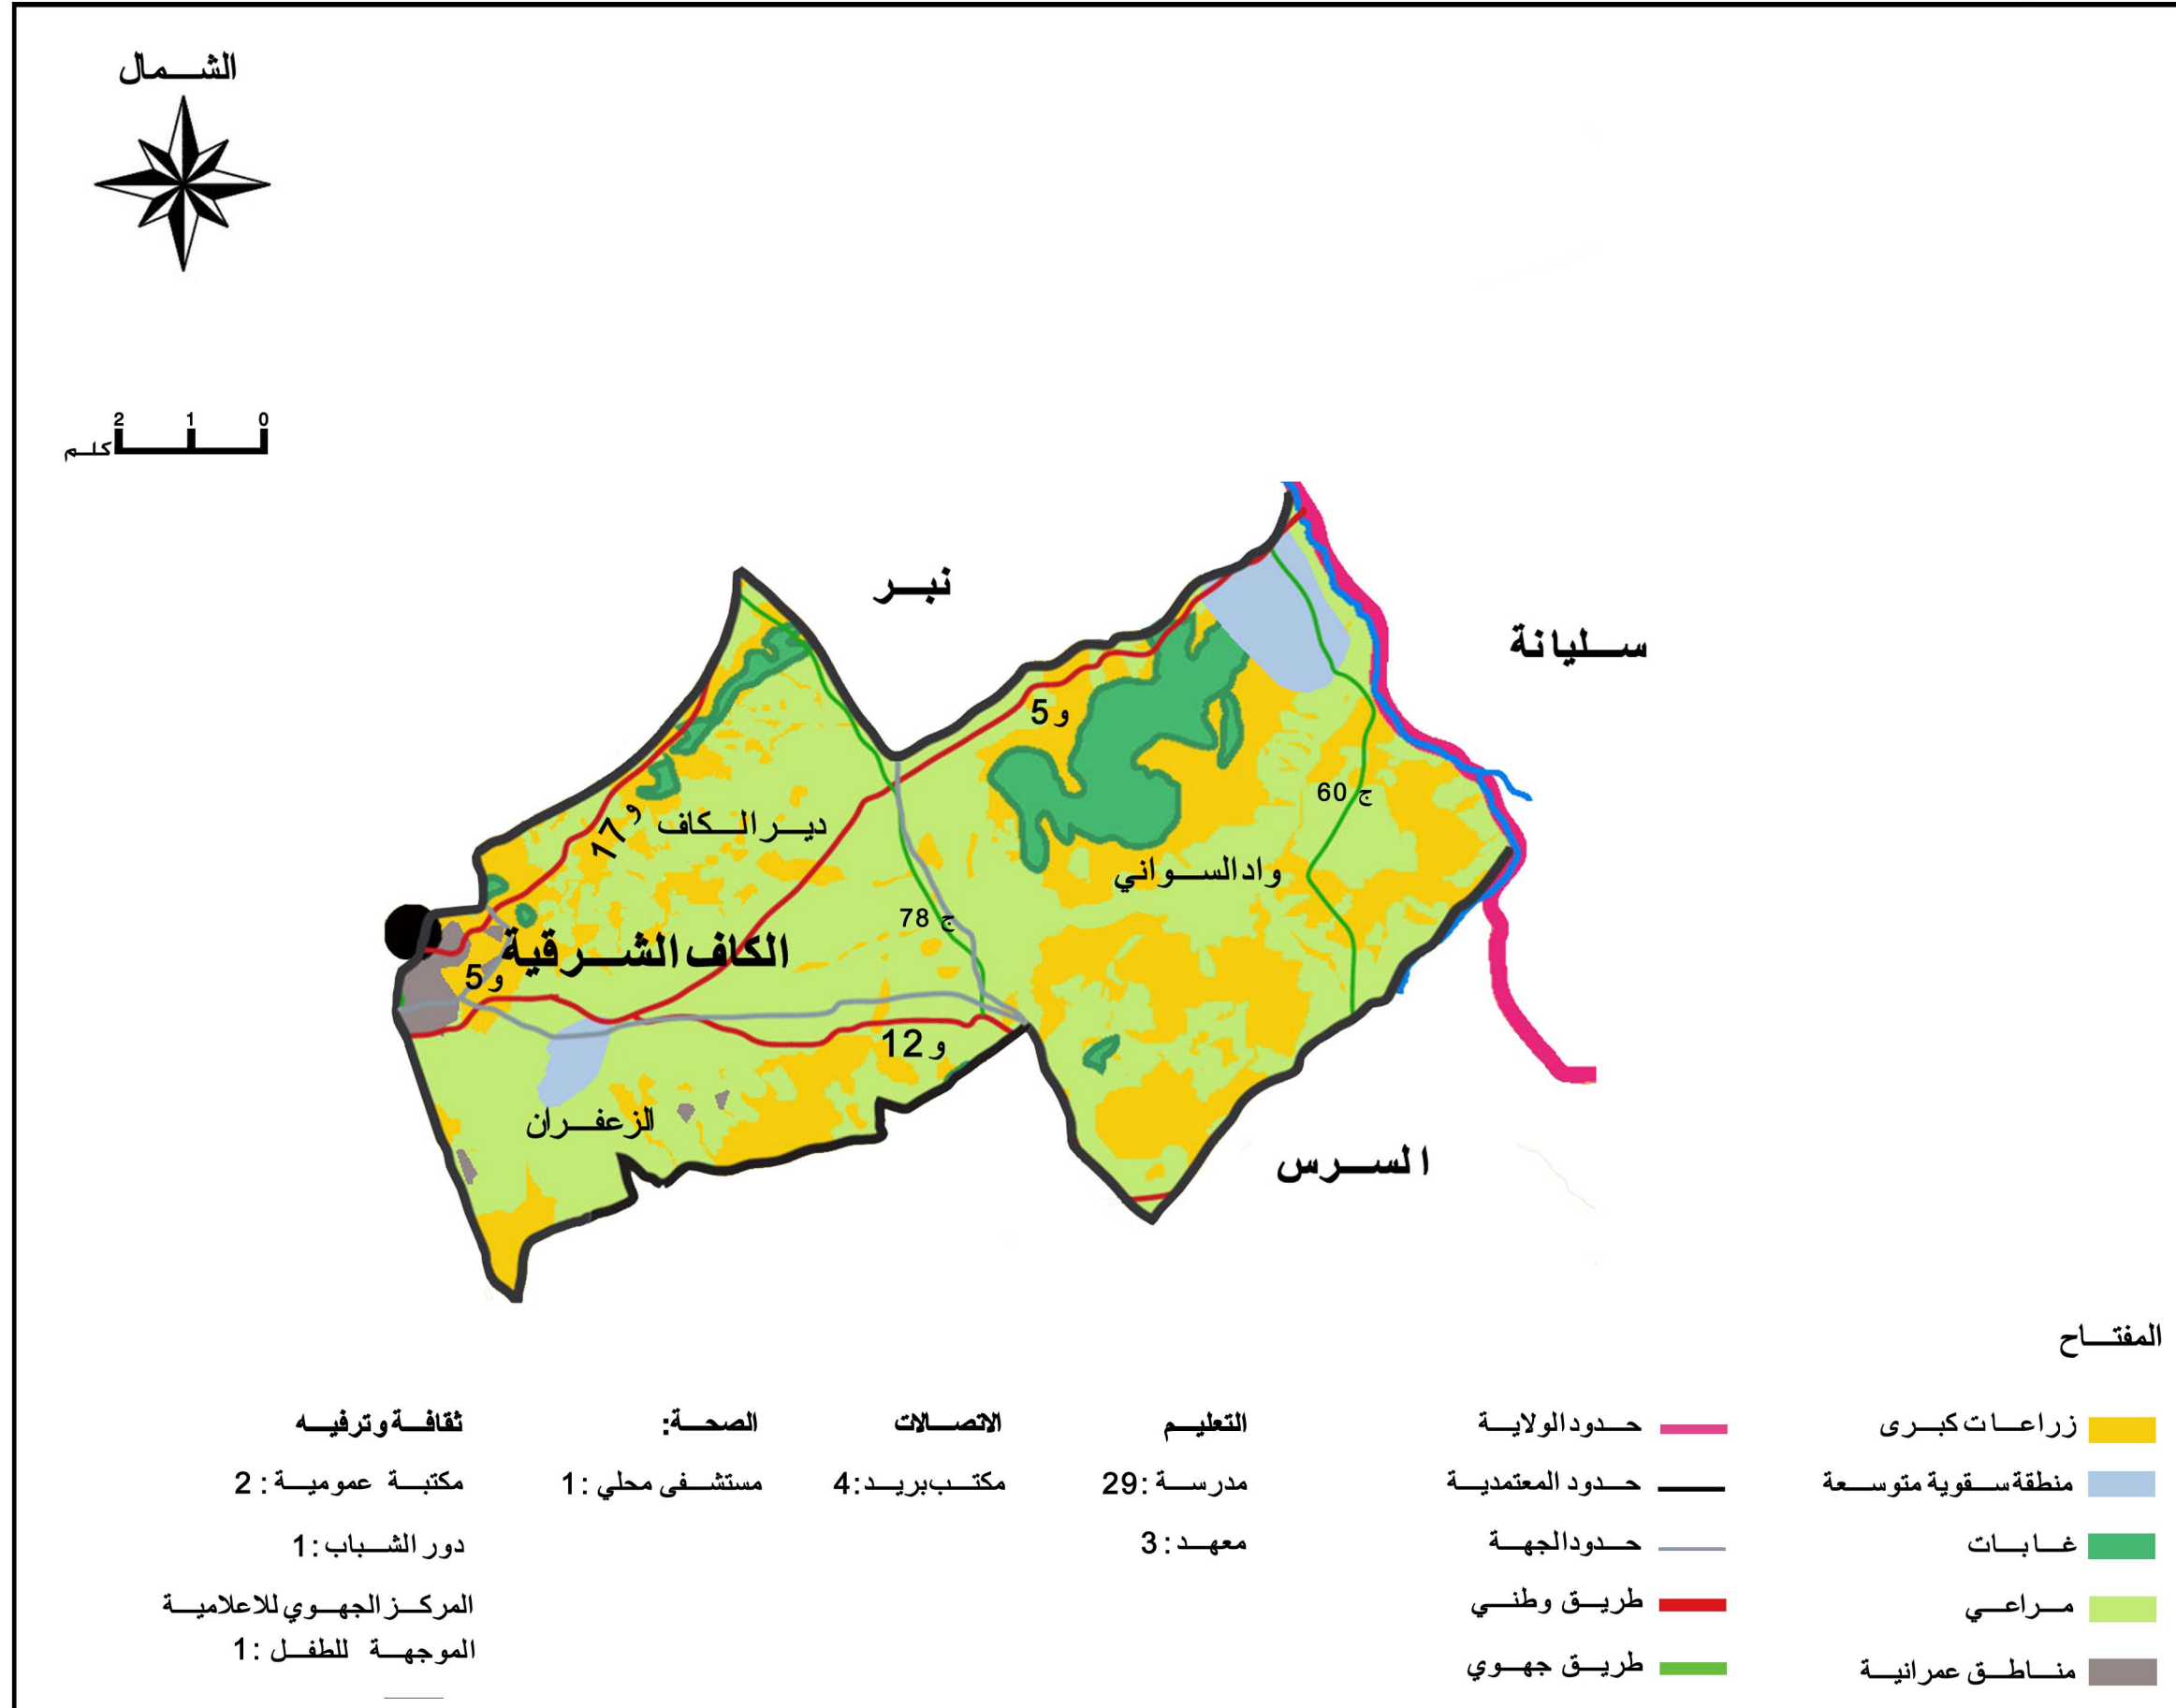 الشمال
2 1 0
كلم
نبر
سليانة
و5
ج 60
و 17
دير الكاف
واد السواني
ج 78
الكاف الشرقية
و5
و12
الزعفران
السرس
المفتاح
زراعات كبرى
منطقة سقوية متوسعة
غابات
مراعي
مناطق عمرانية
حدود الولاية
حدود المعتمدية
حدود الجهة
طريق وطني
طريق جهوي
التعليم
مدرسة :29
معهد :3
الاتصالات
مكتب بريد:4
الصحة:
مستشفى محلي :1
ثقافة وترفيه
مكتبة عمومية : 2
دور الشباب :1
المركز الجهوي للاعلامية
الموجهة للطفل :1